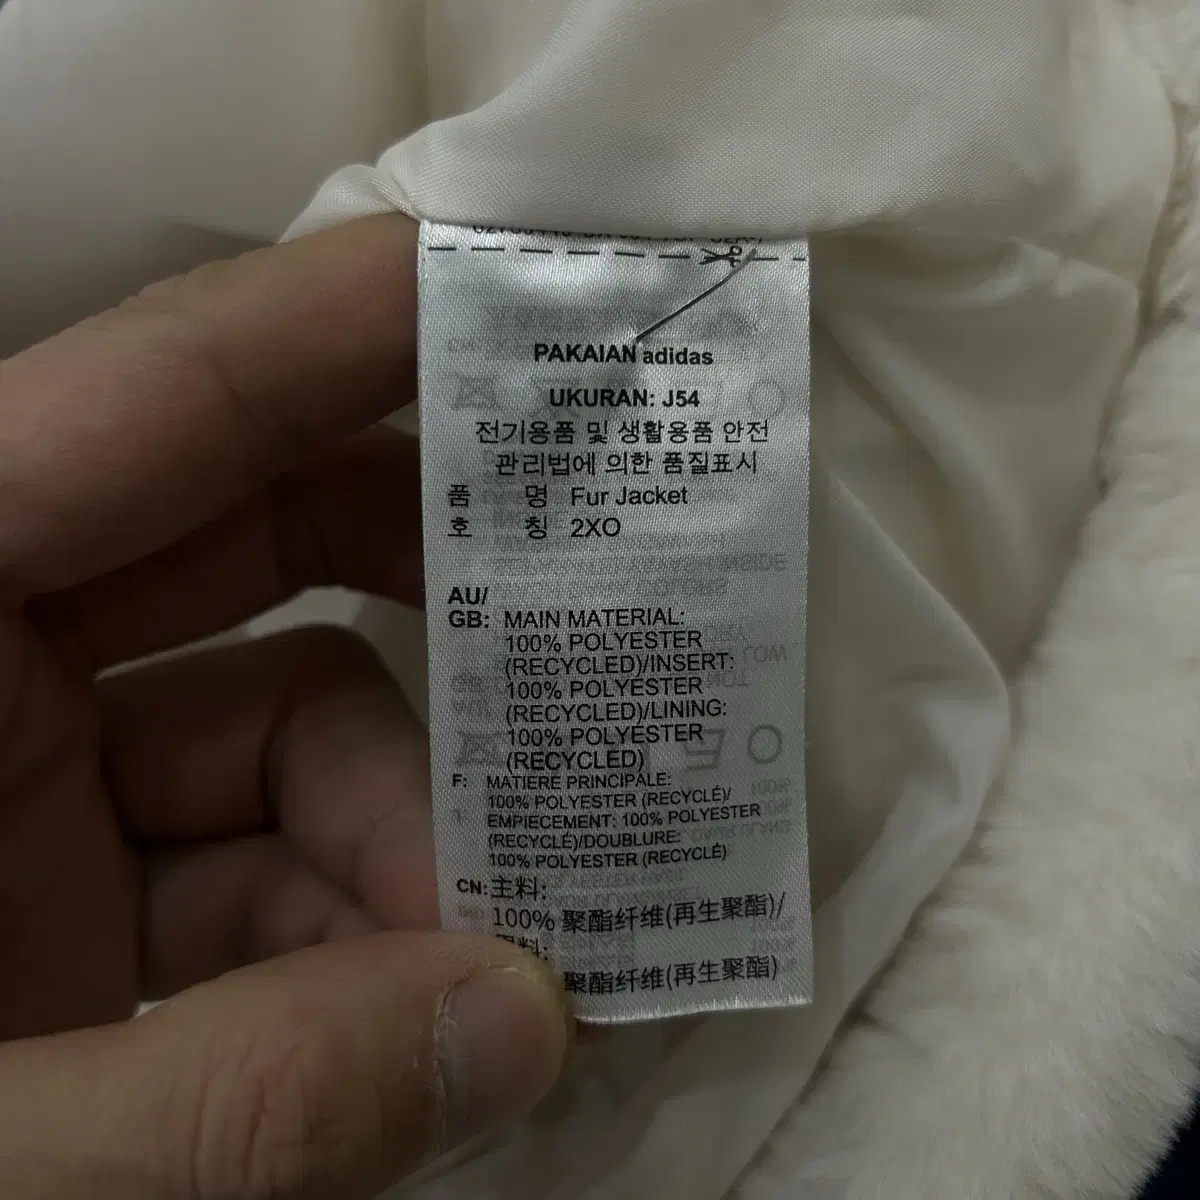 PAKAIAN adidas
UKURAN: J54
전기용품 및 생활용품 안전
관리법에 의한 품질표시
품 명 Fur Jacket
호 칭 2XO
AU/
GB: MAIN MATERIAL:
100% POLYESTER
(RECYCLED)/INSERT:
100% POLYESTER
(RECYCLED)/LINING:
100% POLYESTER
(RECYCLED)
F: MATIERE PRINCIPALE:
100% POLYESTER (RECYCLÉ)/
EMPIECEMENT: 100% POLYESTER
(RECYCLÉ)/DOUBLURE:
100% POLYESTER (RECYCLÉ)
CN: 主料:
100% 聚酯纤维(再生聚酯)/
料:
聚酯纤维(再生聚酯)